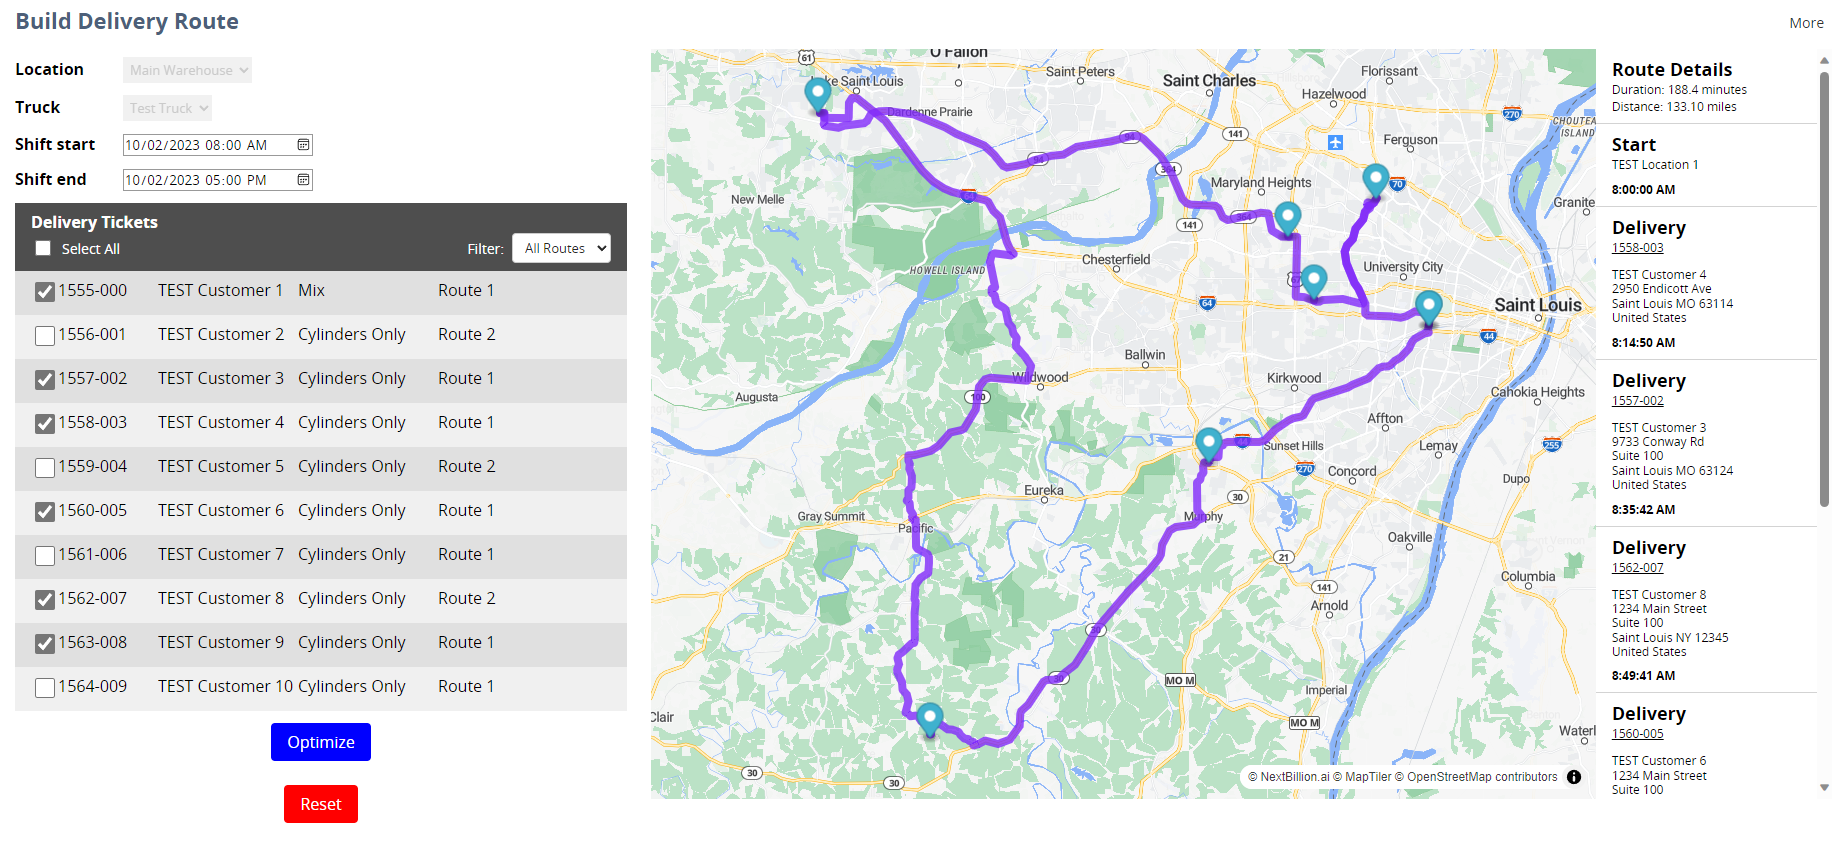 Build Delivery Route
More
Location
Main Warehouse
Truck
Test Truck
Shift start
10/02/2023 08:00 AM
Shift end
10/02/2023 05:00 PM
Delivery Tickets
Select All
Filter:
All Routes
1555-000 TEST Customer 1 Mix Route 1
1556-001 TEST Customer 2 Cylinders Only Route 2
1557-002 TEST Customer 3 Cylinders Only Route 1
1558-003 TEST Customer 4 Cylinders Only Route 1
1559-004 TEST Customer 5 Cylinders Only Route 2
1560-005 TEST Customer 6 Cylinders Only Route 1
1561-006 TEST Customer 7 Cylinders Only Route 1
1562-007 TEST Customer 8 Cylinders Only Route 2
1563-008 TEST Customer 9 Cylinders Only Route 1
1564-009 TEST Customer 10 Cylinders Only Route 1
Optimize
Reset
O'Fallon
61
Lake Saint Louis
Saint Peters
Saint Charles
Florissant
Hazelwood
Dardenne Prairie
270
CHOUTEAU
ISLAND
94
141
Ferguson
94
364
Maryland Heights
70
New Melle
64
Granite
364
141
Chesterfield
HOWELL ISLAND
University City
67
64
Saint Louis
44
Ballwin
Wildwood
Kirkwood
Augusta
100
Cahokia Heights
Affton
44
Sunset Hills
Lemay
255
270
Concord
Dupo
Eureka
30
Gray Summit
Pacific
Murphy
Oakville
21
Columbia
141
Arnold
30
30
MO M
Imperial
Clair
MO M
Waterl
30
30
© NextBillion.ai © MapTiler © OpenStreetMap contributors
Route Details
Duration: 188.4 minutes
Distance: 133.10 miles
Start
TEST Location 1
8:00:00 AM
Delivery
1558-003
TEST Customer 4
2950 Endicott Ave
Saint Louis MO 63114
United States
8:14:50 AM
Delivery
1557-002
TEST Customer 3
9733 Conway Rd
Suite 100
Saint Louis MO 63124
United States
8:35:42 AM
Delivery
1562-007
TEST Customer 8
1234 Main Street
Suite 100
Saint Louis NY 12345
United States
8:49:41 AM
Delivery
1560-005
TEST Customer 6
1234 Main Street
Suite 100